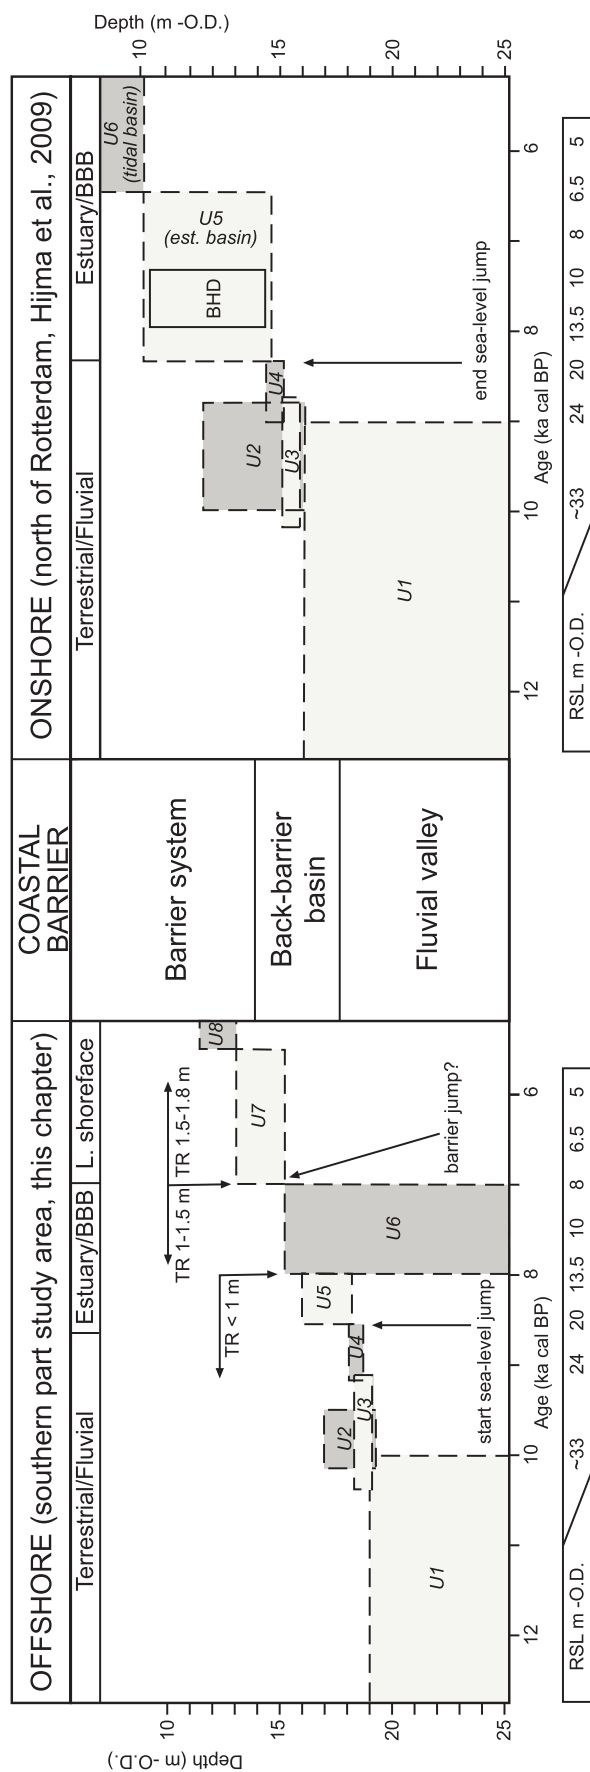 OFFSHORE (southern part study area, this chapter)
Terrestrial/Fluvial
Estuary/BBB
L. shoreface
Depth (m -O.D.)
10
15
20
25
TR < 1 m
TR 1-1.5 m
TR 1.5-1.8 m
U1
U2
U3
U4
U5
U6
U7
U8
barrier jump?
start sea-level jump
12
10
8
6
Age (ka cal BP)
RSL m -O.D.
~33
24
20
13.5
10
8
6.5
5
COASTAL
BARRIER
Barrier system
Back-barrier
basin
Fluvial valley
ONSHORE (north of Rotterdam, Hijma et al., 2009)
Terrestrial/Fluvial
Estuary/BBB
Depth (m -O.D.)
10
15
20
25
U1
U2
U3
U4
U5
(est. basin)
BHD
U6
(tidal basin)
end sea-level jump
12
10
8
6
Age (ka cal BP)
RSL m -O.D.
~33
24
20
13.5
10
8
6.5
5